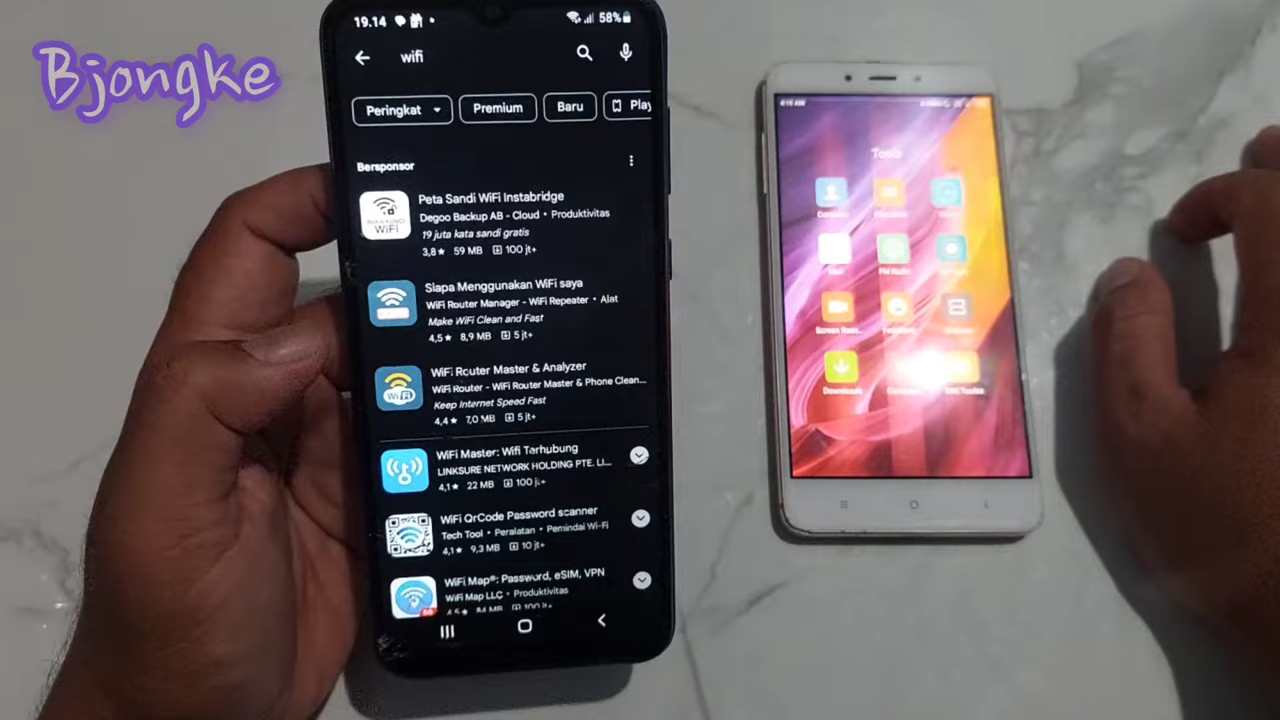 Bjongke
19.14
58%
wifi
Peringkat
Premium
Baru
Play
Bersponsor
Peta Sandi WiFi Instabridge
Degoo Backup AB - Cloud • Produktivitas
19 juta kata sandi gratis
3,8★ 59 MB 100 jt+
Siapa Menggunakan WiFi saya
WiFi Router Manager - WiFi Repeater • Alat
Make WiFi Clean and Fast
4,5★ 8,9 MB 5 jt+
WiFi Router Master & Analyzer
WiFi Router - WiFi Router Master & Phone Clean...
Keep Internet Speed Fast
4,4★ 7,0 MB 5 jt+
WiFi Master: Wifi Terhubung
LINKSURE NETWORK HOLDING PTE. LI...
4,1★ 22 MB 100 jt+
WiFi QrCode Password scanner
Tech Tool • Peralatan • Pemindai Wi-Fi
4,1★ 9,3 MB 10 jt+
WiFi Map®: Password, eSIM, VPN
WiFi Map LLC • Produktivitas
Tools
FM Radio
Screen Reco...
Downloads